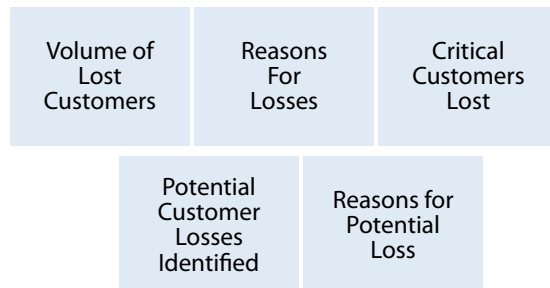 Volume of
Lost
Customers
Reasons
For
Losses
Critical
Customers
Lost
Potential
Customer
Losses
Identified
Reasons for
Potential
Loss